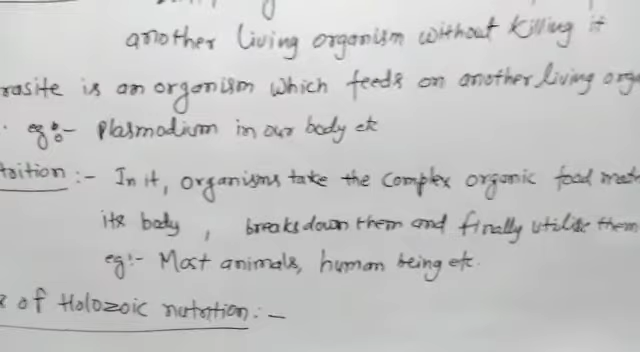 another living organism without killing it
rasite is an organism which feeds on another living orga
eg:- Plasmodium in our body etc
trition :- In it, organisms take the complex organic food mat
its body, breaks down them and finally utilise them
eg:- Most animals, human being etc.
of Holozoic nutrition :-